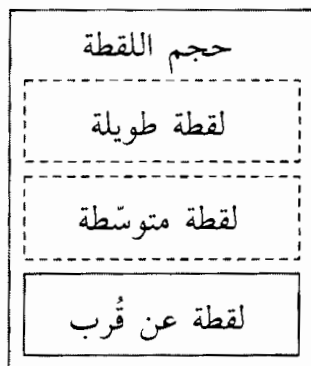 حجم اللقطة
لقطة طويلة
لقطة متوسّطة
لقطة عن قُرب